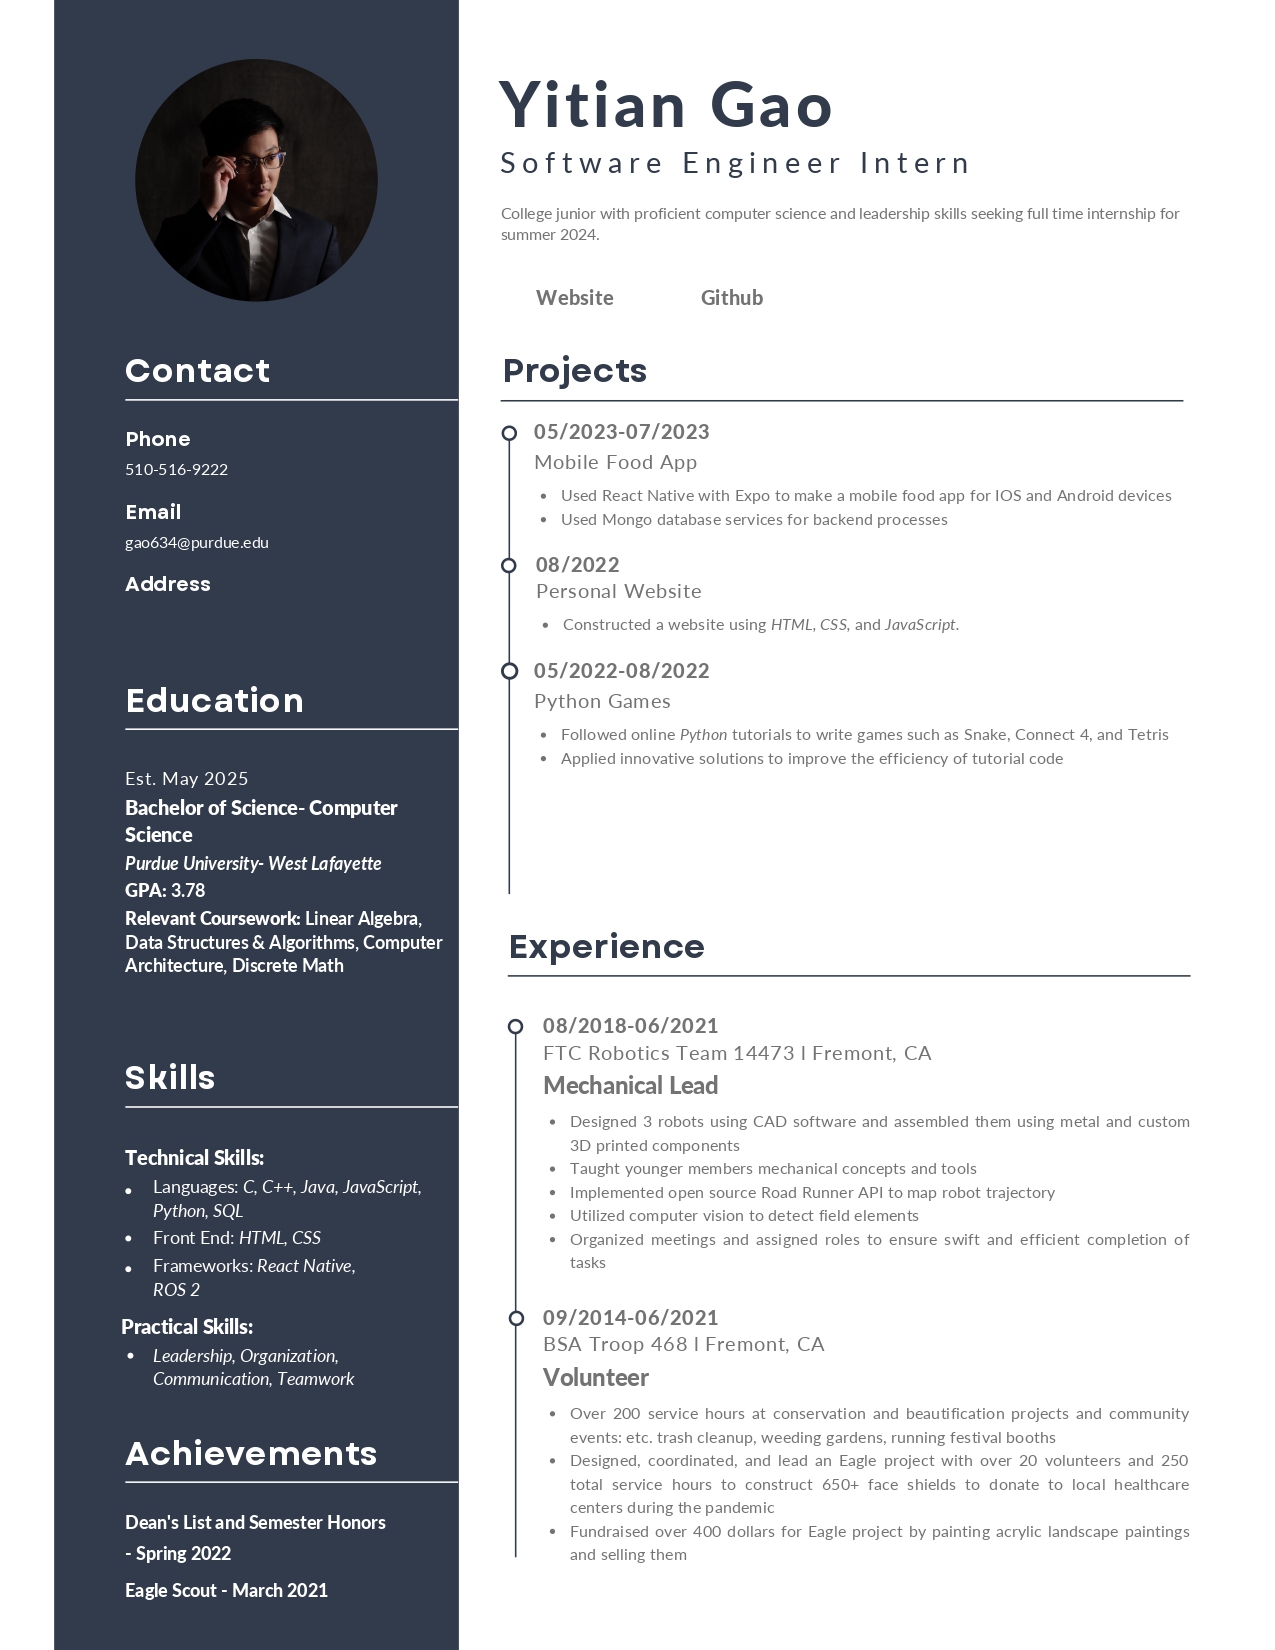 Yitian Gao
Software Engineer Intern
College junior with proficient computer science and leadership skills seeking full time internship for
summer 2024.
Website
Github
Contact
Phone
510-516-9222
Email
gao634@purdue.edu
Address
Education
Est. May 2025
Bachelor of Science- Computer
Science
Purdue University- West Lafayette
GPA: 3.78
Relevant Coursework: Linear Algebra,
Data Structures & Algorithms, Computer
Architecture, Discrete Math
Skills
Technical Skills:
• Languages: C, C++, Java, JavaScript,
Python, SQL
• Front End: HTML, CSS
• Frameworks: React Native,
ROS 2
Practical Skills:
• Leadership, Organization,
Communication, Teamwork
Achievements
Dean's List and Semester Honors
- Spring 2022
Eagle Scout - March 2021
Projects
05/2023-07/2023
Mobile Food App
• Used React Native with Expo to make a mobile food app for IOS and Android devices
• Used Mongo database services for backend processes
08/2022
Personal Website
• Constructed a website using HTML, CSS, and JavaScript.
05/2022-08/2022
Python Games
• Followed online Python tutorials to write games such as Snake, Connect 4, and Tetris
• Applied innovative solutions to improve the efficiency of tutorial code
Experience
08/2018-06/2021
FTC Robotics Team 14473 l Fremont, CA
Mechanical Lead
• Designed 3 robots using CAD software and assembled them using metal and custom
3D printed components
• Taught younger members mechanical concepts and tools
• Implemented open source Road Runner API to map robot trajectory
• Utilized computer vision to detect field elements
• Organized meetings and assigned roles to ensure swift and efficient completion of
tasks
09/2014-06/2021
BSA Troop 468 l Fremont, CA
Volunteer
• Over 200 service hours at conservation and beautification projects and community
events: etc. trash cleanup, weeding gardens, running festival booths
• Designed, coordinated, and lead an Eagle project with over 20 volunteers and 250
total service hours to construct 650+ face shields to donate to local healthcare
centers during the pandemic
• Fundraised over 400 dollars for Eagle project by painting acrylic landscape paintings
and selling them